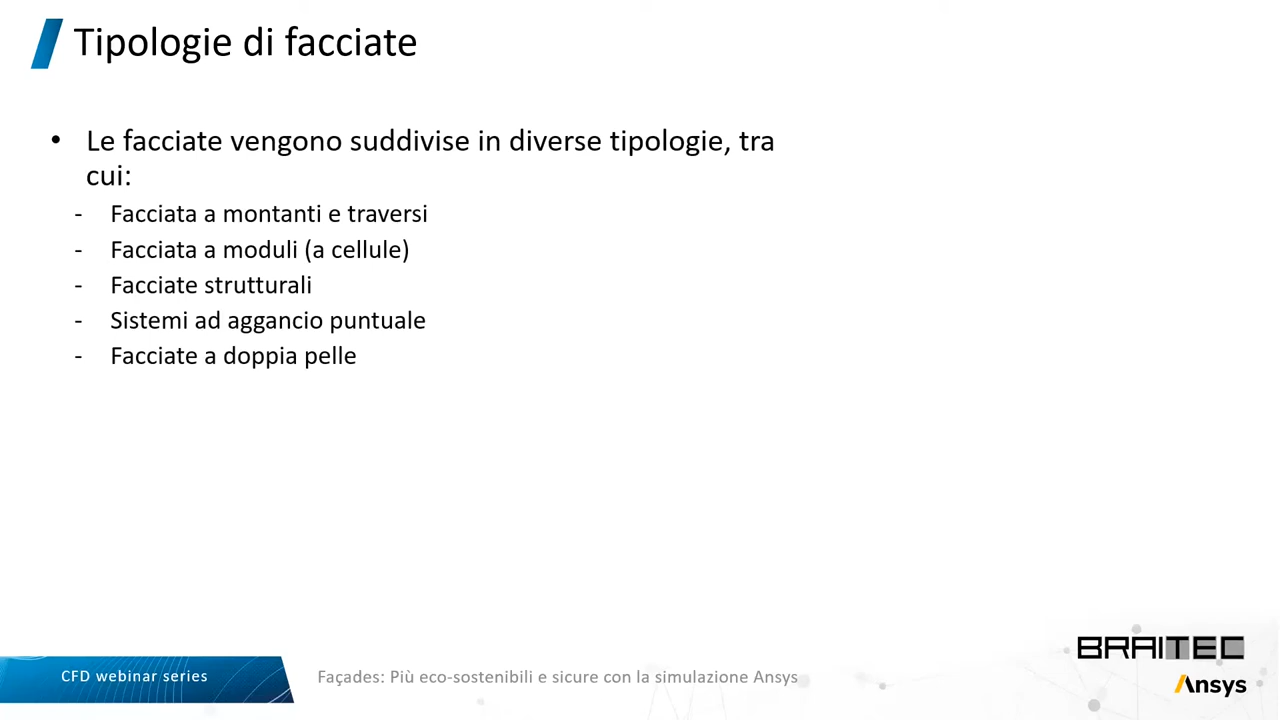 Tipologie di facciate
• Le facciate vengono suddivise in diverse tipologie, tra
cui:
- Facciata a montanti e traversi
- Facciata a moduli (a cellule)
- Facciate strutturali
- Sistemi ad aggancio puntuale
- Facciate a doppia pelle
BRAITEC
CFD webinar series
Façades: Più eco-sostenibili e sicure con la simulazione Ansys
Ansys